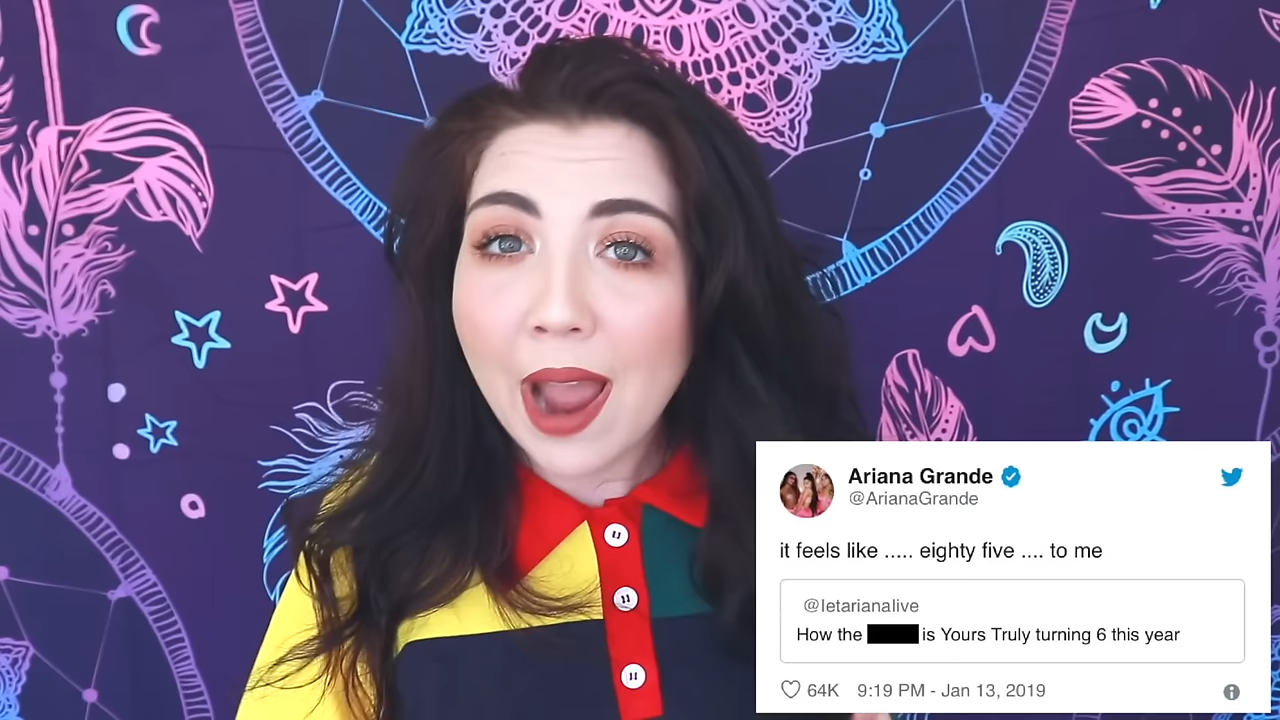 Ariana Grande
@ArianaGrande
it feels like ..... eighty five .... to me
@letarianalive
How the is Yours Truly turning 6 this year
64K 9:19 PM - Jan 13, 2019